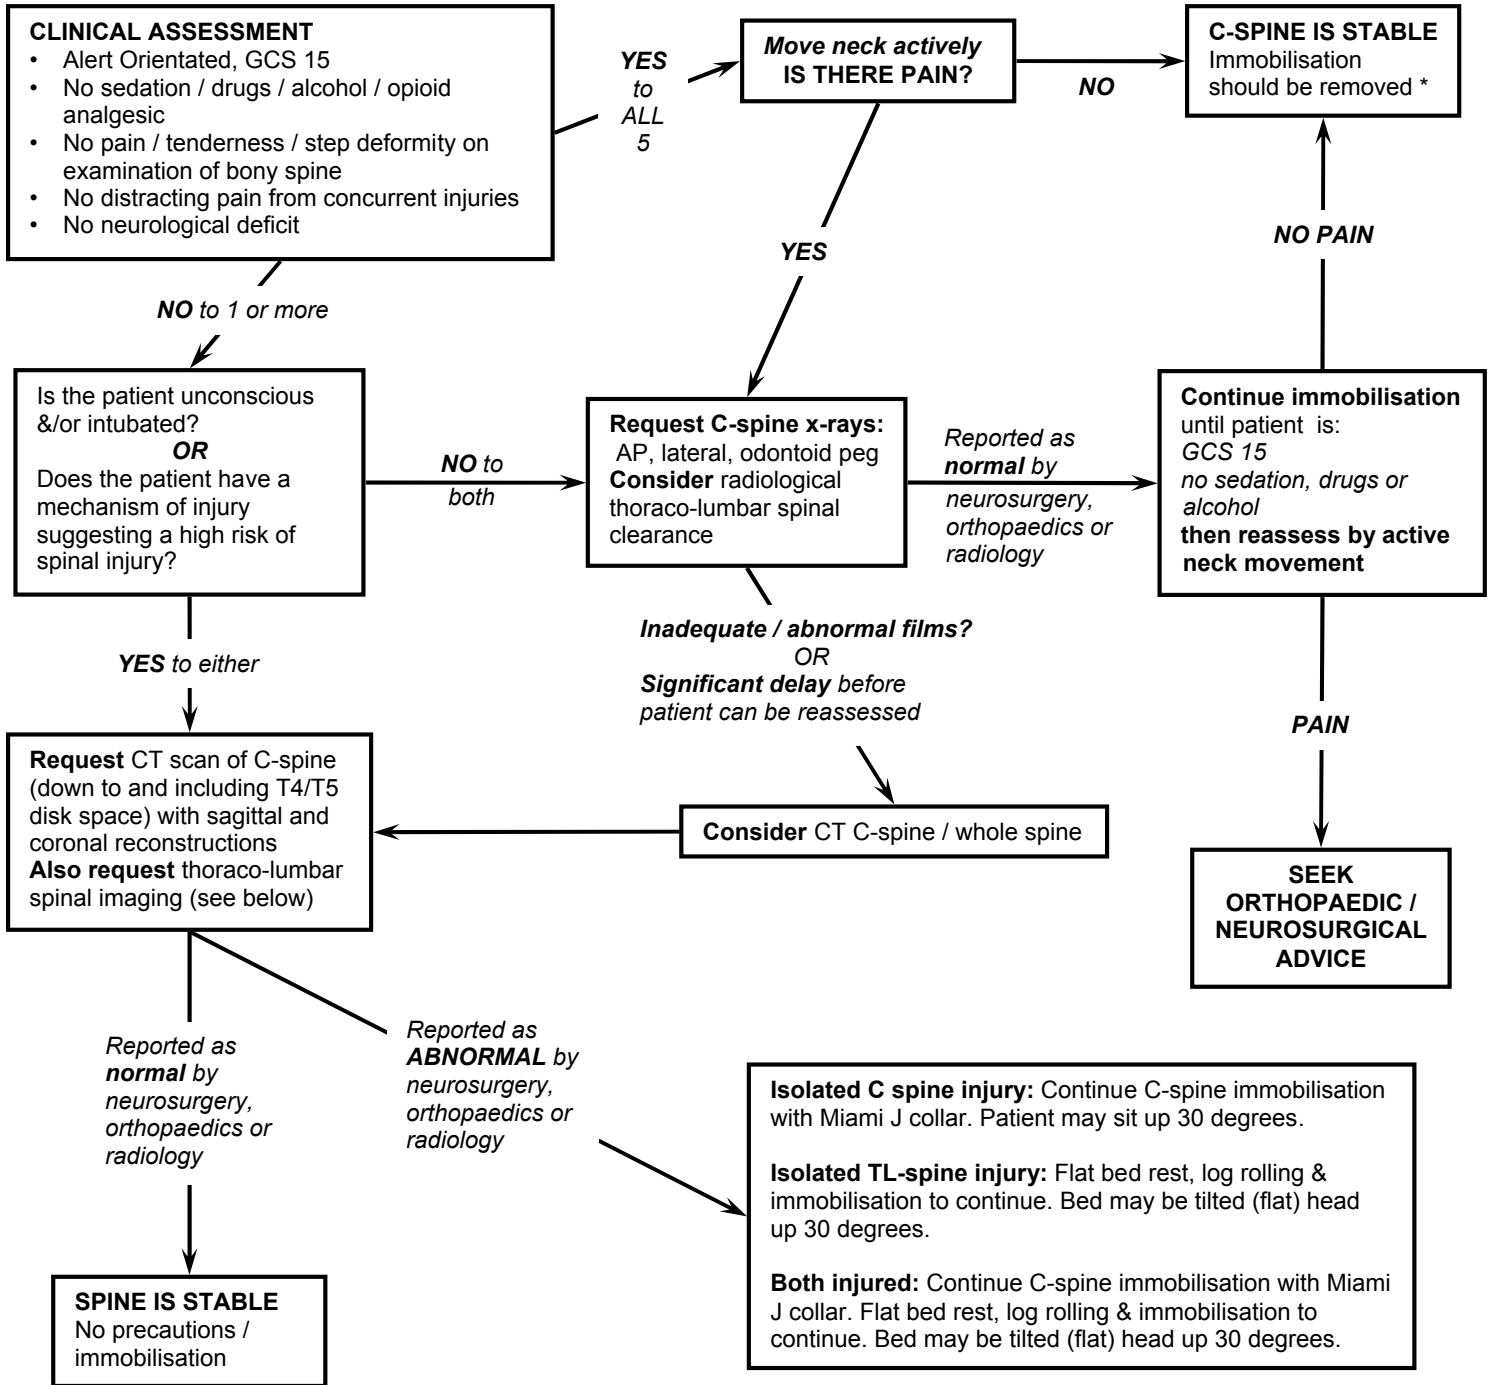 CLINICAL ASSESSMENT
• Alert Orientated, GCS 15
• No sedation / drugs / alcohol / opioid
analgesic
• No pain / tenderness / step deformity on
examination of bony spine
• No distracting pain from concurrent injuries
• No neurological deficit
YES
to
ALL
5
Move neck actively
IS THERE PAIN?
NO
C-SPINE IS STABLE
Immobilisation
should be removed *
NO to 1 or more
YES
NO PAIN
Is the patient unconscious
&/or intubated?
OR
Does the patient have a
mechanism of injury
suggesting a high risk of
spinal injury?
NO to
both
Request C-spine x-rays:
AP, lateral, odontoid peg
Consider radiological
thoraco-lumbar spinal
clearance
Reported as
normal by
neurosurgery,
orthopaedics or
radiology
Continue immobilisation
until patient is:
GCS 15
no sedation, drugs or
alcohol
then reassess by active
neck movement
YES to either
Inadequate / abnormal films?
OR
Significant delay before
patient can be reassessed
PAIN
Request CT scan of C-spine
(down to and including T4/T5
disk space) with sagittal and
coronal reconstructions
Also request thoraco-lumbar
spinal imaging (see below)
Consider CT C-spine / whole spine
SEEK
ORTHOPAEDIC /
NEUROSURGICAL
ADVICE
Reported as
normal by
neurosurgery,
orthopaedics or
radiology
Reported as
ABNORMAL by
neurosurgery,
orthopaedics or
radiology
Isolated C spine injury: Continue C-spine immobilisation
with Miami J collar. Patient may sit up 30 degrees.
Isolated TL-spine injury: Flat bed rest, log rolling &
immobilisation to continue. Bed may be tilted (flat) head
up 30 degrees.
Both injured: Continue C-spine immobilisation with Miami
J collar. Flat bed rest, log rolling & immobilisation to
continue. Bed may be tilted (flat) head up 30 degrees.
SPINE IS STABLE
No precautions /
immobilisation